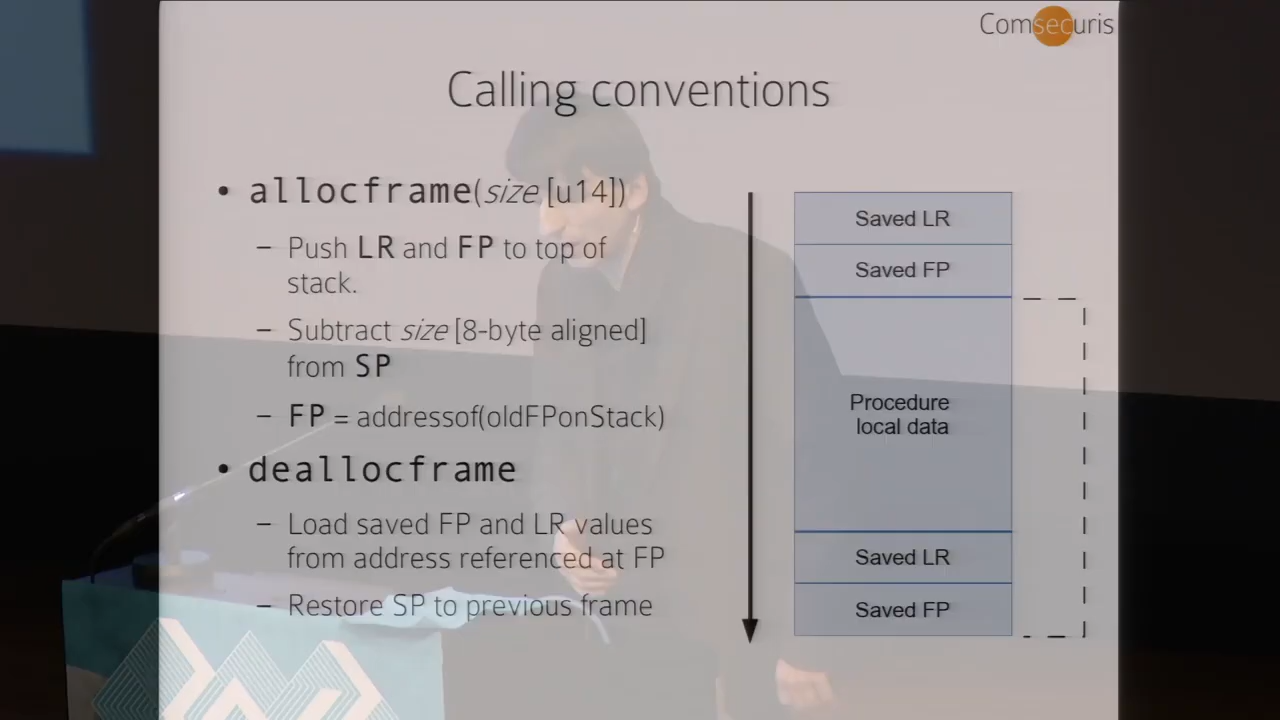 Comsecuris
Calling conventions
• allocframe(size [u14])
– Push LR and FP to top of
stack.
– Subtract size [8-byte aligned]
from SP
– FP = addressof(oldFPonStack)
• deallocframe
– Load saved FP and LR values
from address referenced at FP
– Restore SP to previous frame
Saved LR
Saved FP
Procedure
local data
Saved LR
Saved FP